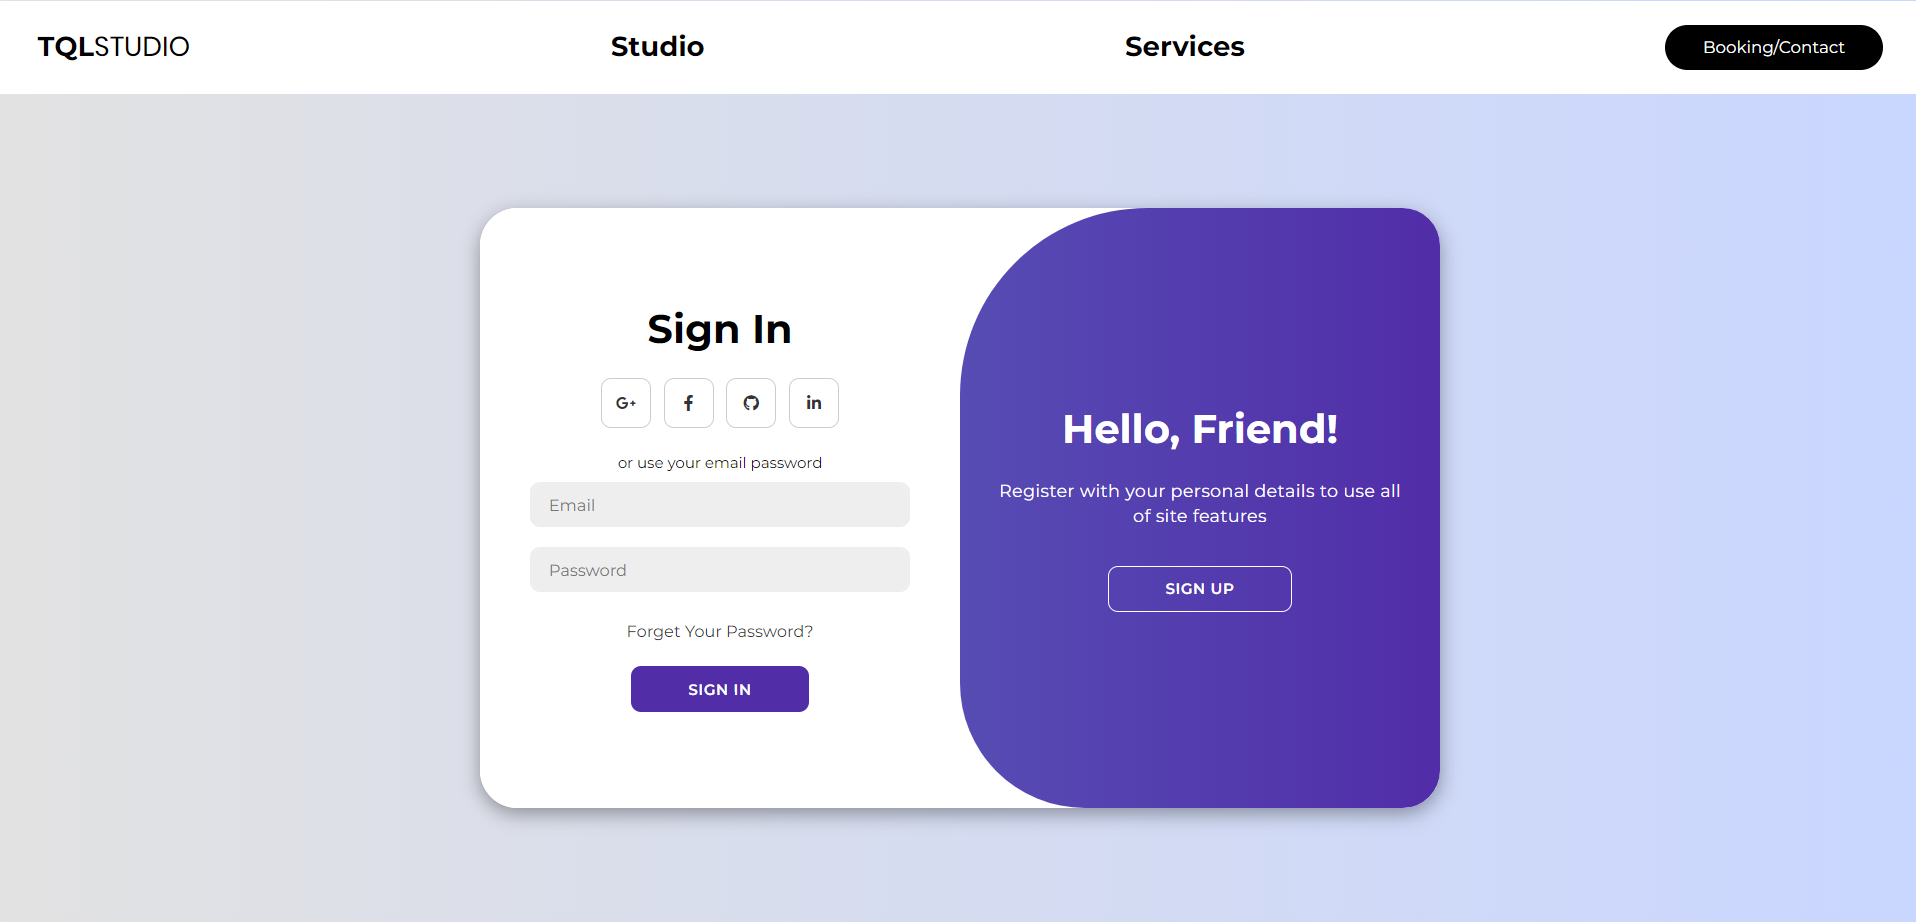 TQLSTUDIO
Studio
Services
Booking/Contact
Sign In
G+
f
in
or use your email password
Email
Password
Forget Your Password?
SIGN IN
Hello, Friend!
Register with your personal details to use all
of site features
SIGN UP